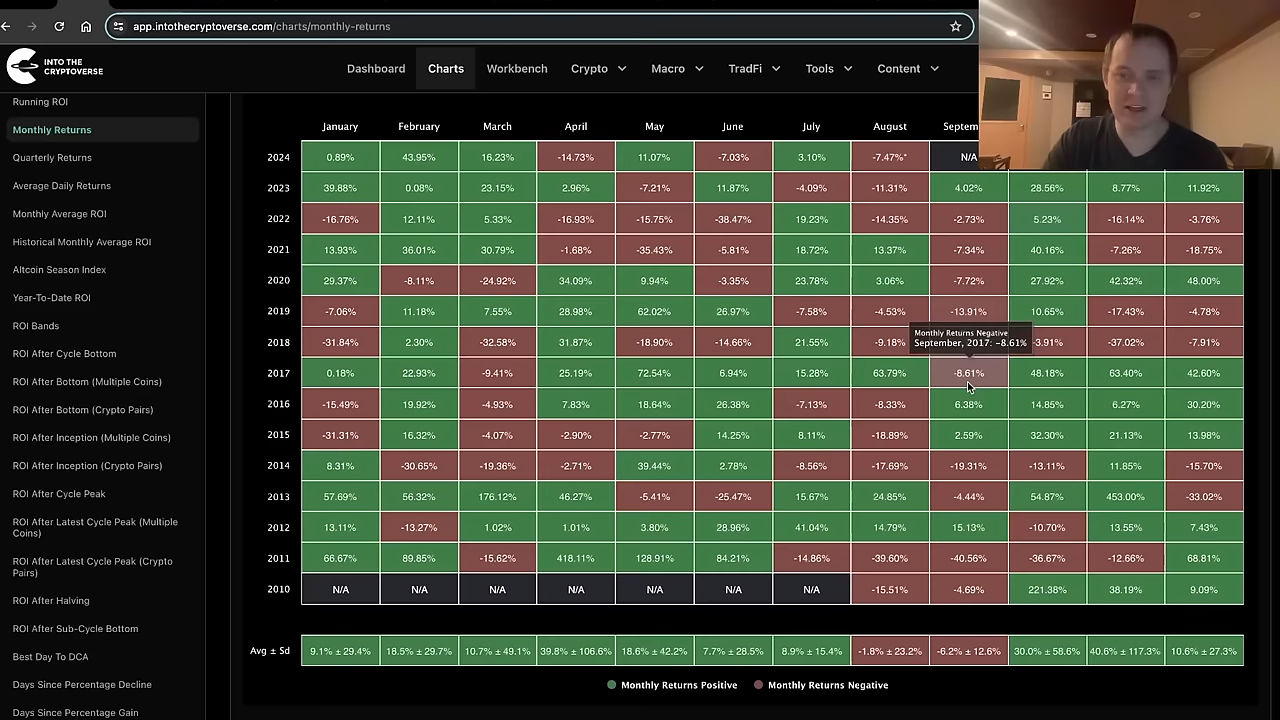 app.intothecryptoverse.com/charts/monthly-returns
INTO THE
CRYPTOVERSE
Dashboard Charts Workbench Crypto Macro TradFi Tools Content
Running ROI
Monthly Returns
Quarterly Returns
Average Daily Returns
Monthly Average ROI
Historical Monthly Average ROI
Altcoin Season Index
Year-To-Date ROI
ROI Bands
ROI After Cycle Bottom
ROI After Bottom (Multiple Coins)
ROI After Bottom (Crypto Pairs)
ROI After Inception (Multiple Coins)
ROI After Inception (Crypto Pairs)
ROI After Cycle Peak
ROI After Latest Cycle Peak (Multiple
Coins)
ROI After Latest Cycle Peak (Crypto
Pairs)
ROI After Halving
ROI After Sub-Cycle Bottom
Best Day To DCA
Days Since Percentage Decline
Days Since Percentage Gain
January February March April May June July August Septem
2024 0.89% 43.95% 16.23% -14.73% 11.07% -7.03% 3.10% -7.47%* N/A
2023 39.88% 0.08% 23.15% 2.96% -7.21% 11.87% -4.09% -11.31% 4.02% 28.56% 8.77% 11.92%
2022 -16.76% 12.11% 5.33% -16.93% -15.75% -38.47% 19.23% -14.35% -2.73% 5.23% -16.14% -3.76%
2021 13.93% 36.01% 30.79% -1.68% -35.43% -5.81% 18.72% 13.37% -7.34% 40.16% -7.26% -18.75%
2020 29.37% -8.11% -24.92% 34.09% 9.94% -3.35% 23.78% 3.06% -7.72% 27.92% 42.32% 48.00%
2019 -7.06% 11.18% 7.55% 28.98% 62.02% 26.97% -7.58% -4.53% -13.91% 10.65% -17.43% -4.78%
Monthly Returns Negative
September, 2017: -8.61%
2018 -31.84% 2.30% -32.58% 31.87% -18.90% -14.66% 21.55% -9.18% -3.91% -37.02% -7.91%
2017 0.18% 22.93% -9.41% 25.19% 72.54% 6.94% 15.28% 63.79% -8.61% 48.18% 63.40% 42.60%
2016 -15.49% 19.92% -4.93% 7.83% 18.64% 26.38% -7.13% -8.33% 6.38% 14.85% 6.27% 30.20%
2015 -31.31% 16.32% -4.07% -2.90% -2.77% 14.25% 8.11% -18.89% 2.59% 32.30% 21.13% 13.98%
2014 8.31% -30.65% -19.36% -2.71% 39.44% 2.78% -8.56% -17.69% -19.31% -13.11% 11.85% -15.70%
2013 57.69% 56.32% 176.12% 46.27% -5.41% -25.47% 15.67% 24.85% -4.44% 54.87% 453.00% -33.02%
2012 13.11% -13.27% 1.02% 1.01% 3.80% 28.96% 41.04% 14.79% 15.13% -10.70% 13.55% 7.43%
2011 66.67% 89.85% -15.62% 418.11% 128.91% 84.21% -14.86% -39.60% -40.56% -36.67% -12.66% 68.81%
2010 N/A N/A N/A N/A N/A N/A N/A -15.51% -4.69% 221.38% 38.19% 9.09%
Avg ± Sd 9.1% ± 29.4% 18.5% ± 29.7% 10.7% ± 49.1% 39.8% ± 106.6% 18.6% ± 42.2% 7.7% ± 28.5% 8.9% ± 15.4% -1.8% ± 23.2% -6.2% ± 12.6% 30.0% ± 58.6% 40.6% ± 117.3% 10.6% ± 27.3%
Monthly Returns Positive Monthly Returns Negative